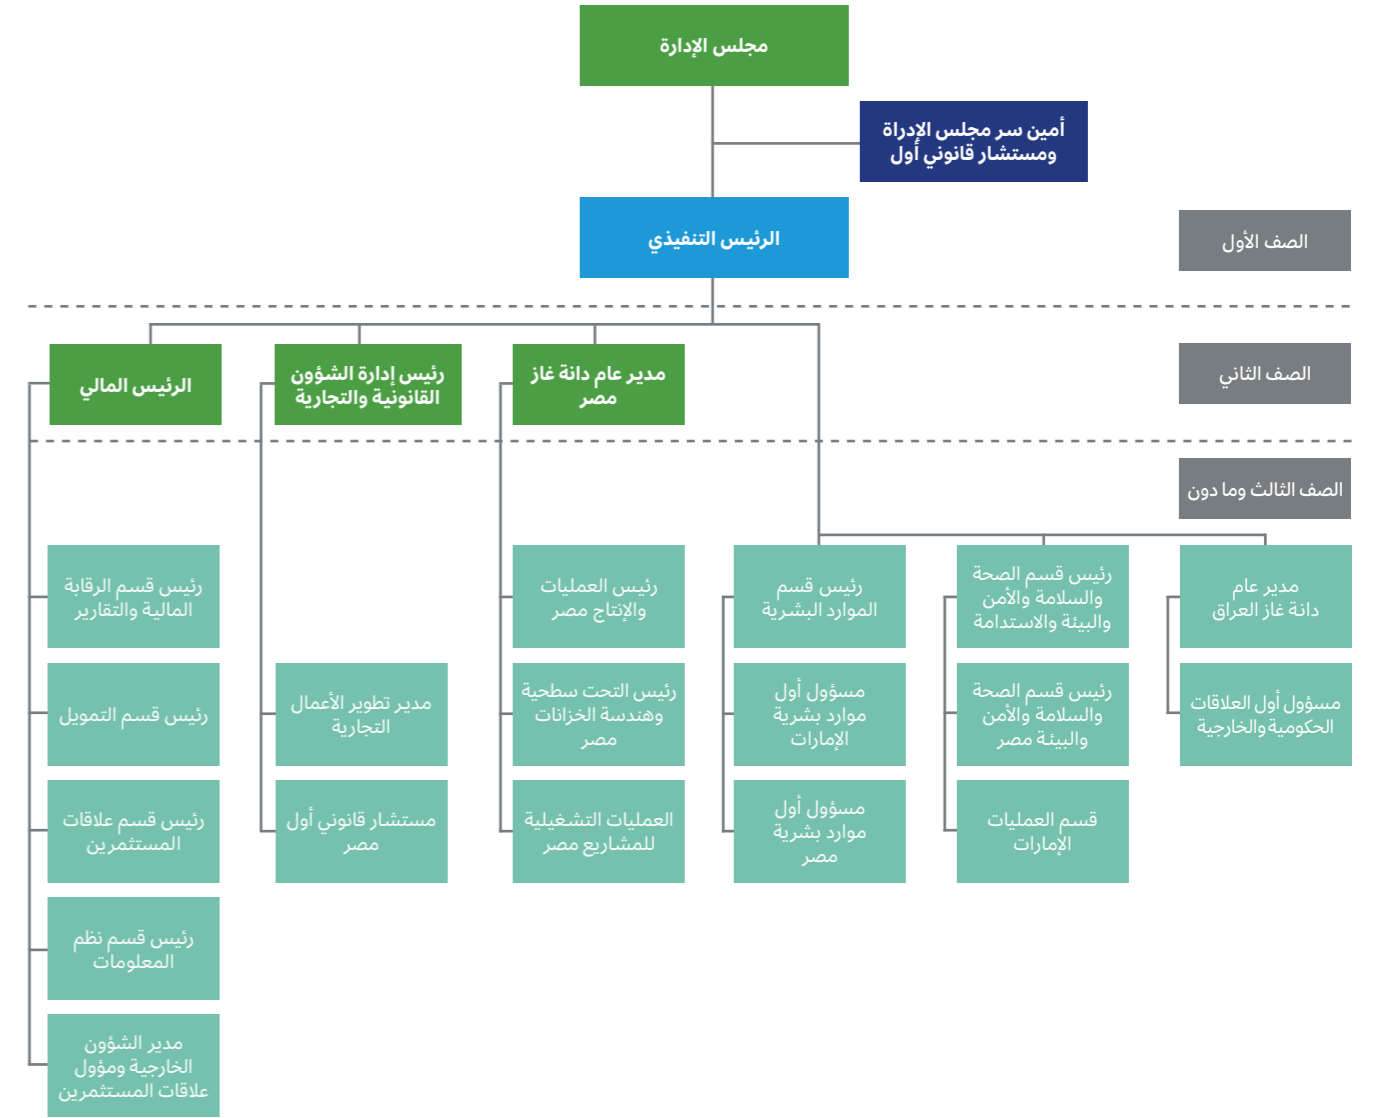 مجلس الإدارة
أمين سر مجلس الإدراة
ومستشار قانوني أول
الرئيس التنفيذي
الصف الأول
الصف الثاني
مدير عام دانة غاز
مصر
رئيس إدارة الشؤون
القانونية والتجارية
الرئيس المالي
الصف الثالث وما دون
مدير عام
دانة غاز العراق
رئيس قسم الصحة
والسلامة والأمن
والبيئة والاستدامة
رئيس قسم
الموارد البشرية
رئيس العمليات
والإنتاج مصر
رئيس قسم الرقابة
المالية والتقارير
مسؤول أول العلاقات
الحكومية والخارجية
رئيس قسم الصحة
والسلامة والأمن
والبيئة مصر
مسؤول أول
موارد بشرية
الإمارات
رئيس التحت سطحية
وهندسة الخزانات
مصر
مدير تطوير الأعمال
التجارية
رئيس قسم التمويل
قسم العمليات
الإمارات
مسؤول أول
موارد بشرية
مصر
العمليات التشغيلية
للمشاريع مصر
مستشار قانوني أول
مصر
رئيس قسم علاقات
المستثمرين
رئيس قسم نظم
المعلومات
مدير الشؤون
الخارجية ومؤول
علاقات المستثمرين